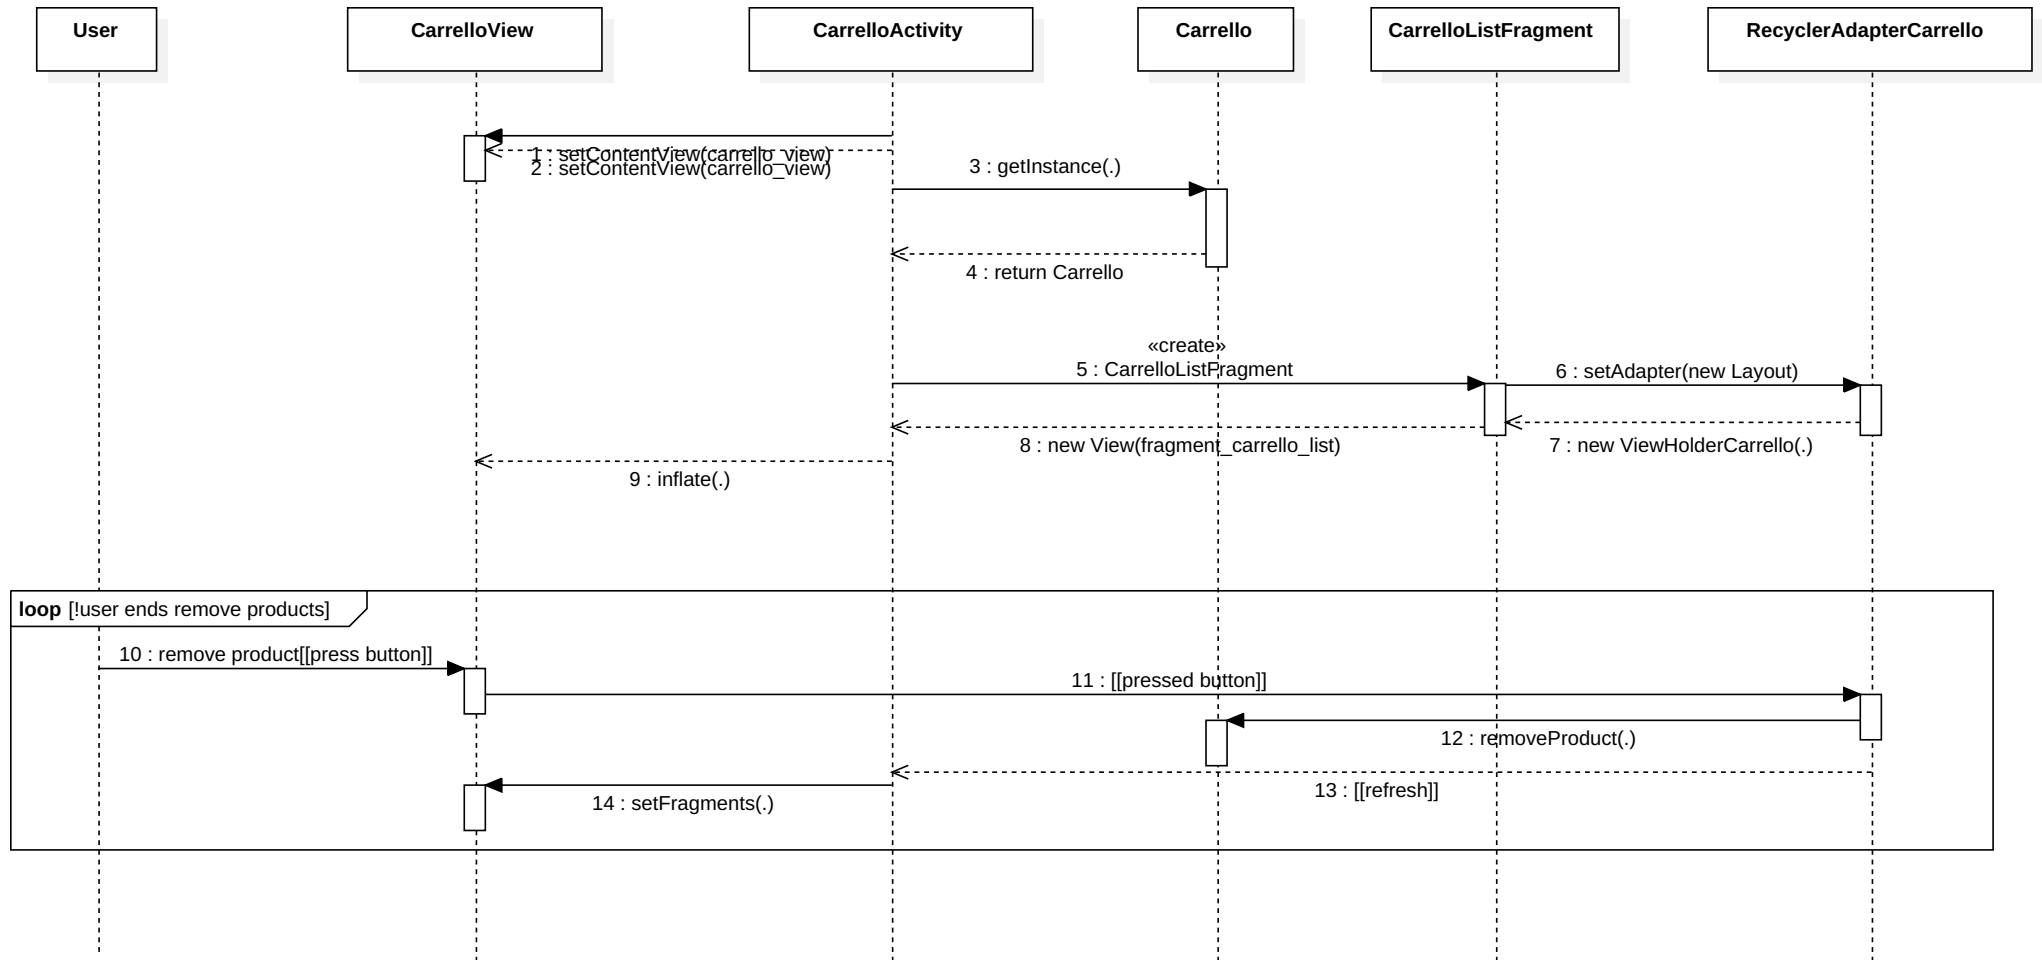 User
CarrelloView
CarrelloActivity
Carrello
CarrelloListFragment
RecyclerAdapterCarrello
1 : setContentView(carrello_view)
2 : setContentView(carrello_view)
3 : getInstance(.)
4 : return Carrello
«create»
5 : CarrelloListFragment
6 : setAdapter(new Layout)
7 : new ViewHolderCarrello(.)
8 : new View(fragment_carrello_list)
9 : inflate(.)
loop [!user ends remove products]
10 : remove product[[press button]]
11 : [[pressed button]]
12 : removeProduct(.)
13 : [[refresh]]
14 : setFragments(.)